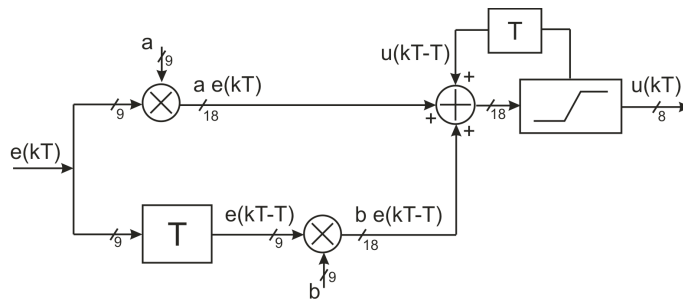 T
a
9
u(kT-T)
+
e(kT)
9
a e(kT)
18
+
+
18
u(kT)
8
9
T
e(kT-T)
9
b e(kT-T)
18
b
9